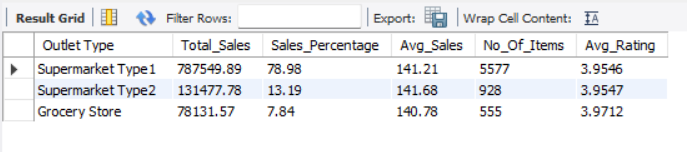 Result Grid Filter Rows: Export: Wrap Cell Content: IA
Outlet Type Total_Sales Sales_Percentage Avg_Sales No_Of_Items Avg_Rating
Supermarket Type1 787549.89 78.98 141.21 5577 3.9546
Supermarket Type2 131477.78 13.19 141.68 928 3.9547
Grocery Store 78131.57 7.84 140.78 555 3.9712